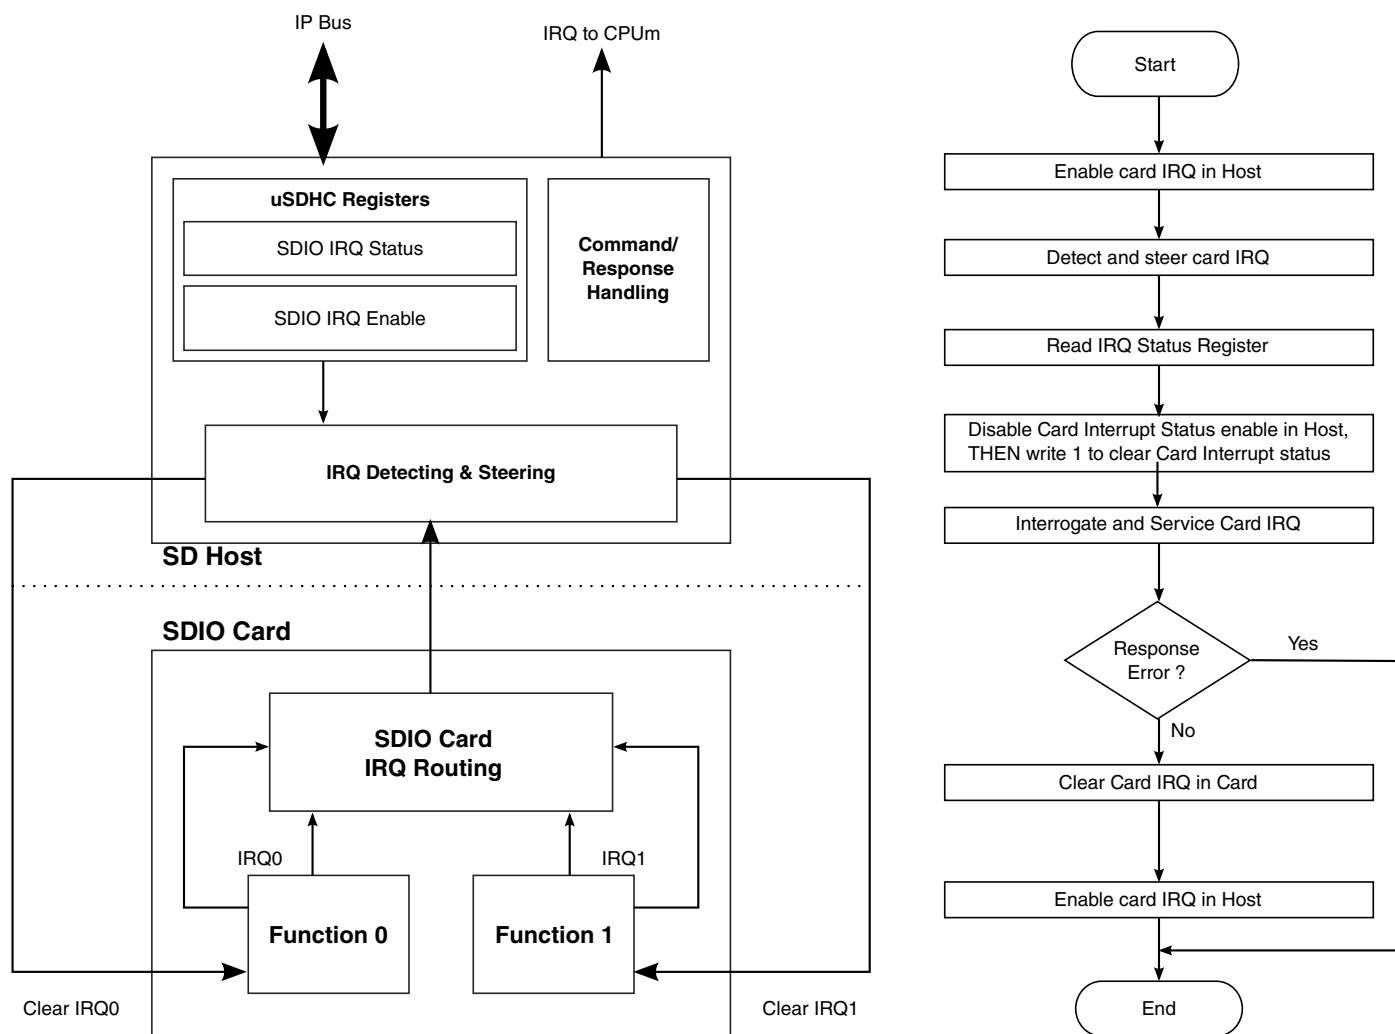 IP Bus
IRQ to CPUm
uSDHC Registers
SDIO IRQ Status
SDIO IRQ Enable
Command/
Response
Handling
IRQ Detecting & Steering
SD Host
SDIO Card
SDIO Card
IRQ Routing
IRQ0
IRQ1
Function 0
Function 1
Clear IRQ0
Clear IRQ1
Start
Enable card IRQ in Host
Detect and steer card IRQ
Read IRQ Status Register
Disable Card Interrupt Status enable in Host,
THEN write 1 to clear Card Interrupt status
Interrogate and Service Card IRQ
Response
Error ?
Yes
No
Clear Card IRQ in Card
Enable card IRQ in Host
End